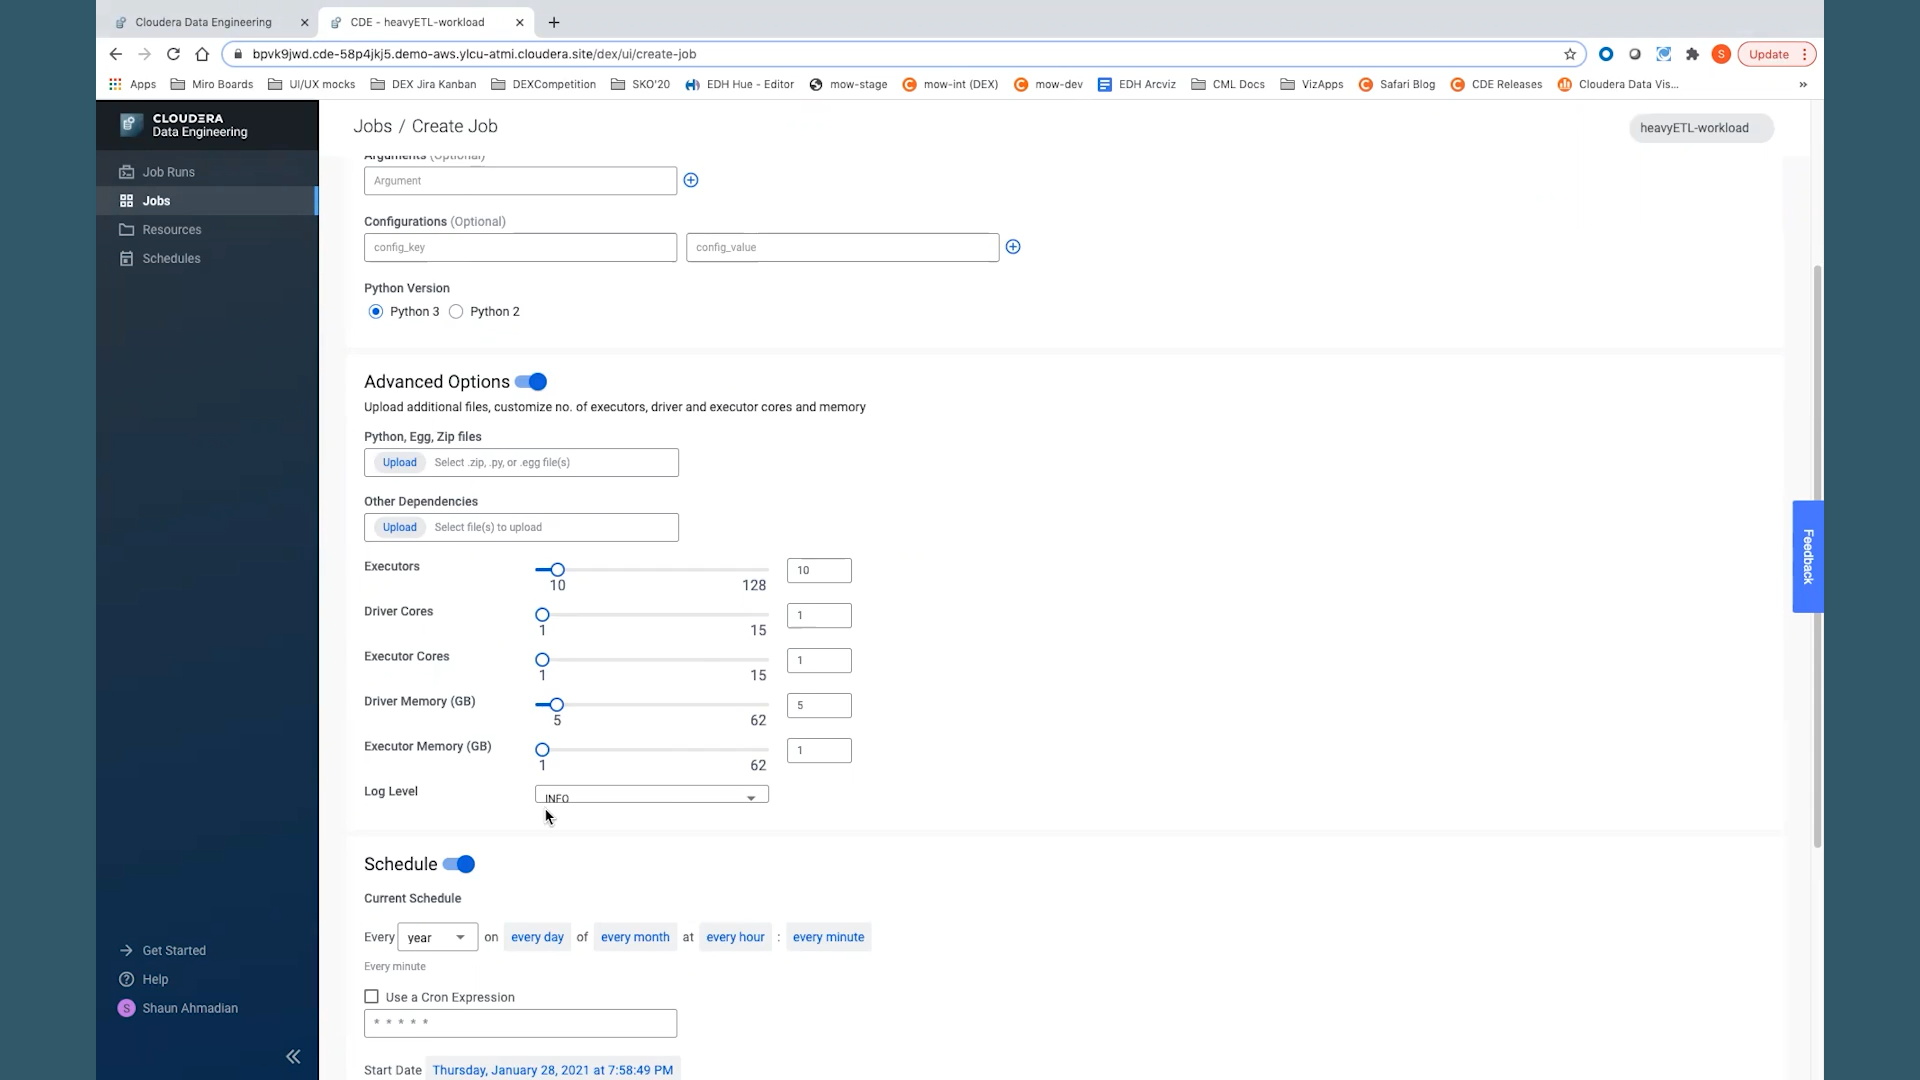 Cloudera Data Engineering
CDE - heavyETL-workload
bpvk9jwd.cde-58p4jkj5.demo-aws.ylcu-atmi.cloudera.site/dex/ui/create-job
S
Update
Apps
Miro Boards
UI/UX mocks
DEX Jira Kanban
DEXCompetition
SKO'20
EDH Hue - Editor
mow-stage
mow-int (DEX)
mow-dev
EDH Arcviz
CML Docs
VizApps
Safari Blog
CDE Releases
Cloudera Data Vis...
»
CLOUDERA
Data Engineering
Job Runs
Jobs
Resources
Schedules
Get Started
Help
S
Shaun Ahmadian
Jobs / Create Job
heavyETL-workload
Arguments (Optional)
Argument
Configurations (Optional)
config_key
config_value
Python Version
Python 3
Python 2
Advanced Options
Upload additional files, customize no. of executors, driver and executor cores and memory
Python, Egg, Zip files
Upload Select .zip, .py, or .egg file(s)
Other Dependencies
Upload Select file(s) to upload
Executors
10 128
10
Driver Cores
1 15
1
Executor Cores
1 15
1
Driver Memory (GB)
5 62
5
Executor Memory (GB)
1 62
1
Log Level
INFO
Schedule
Current Schedule
Every year on every day of every month at every hour : every minute
Every minute
Use a Cron Expression
* * * * *
Start Date Thursday, January 28, 2021 at 7:58:49 PM
Feedback